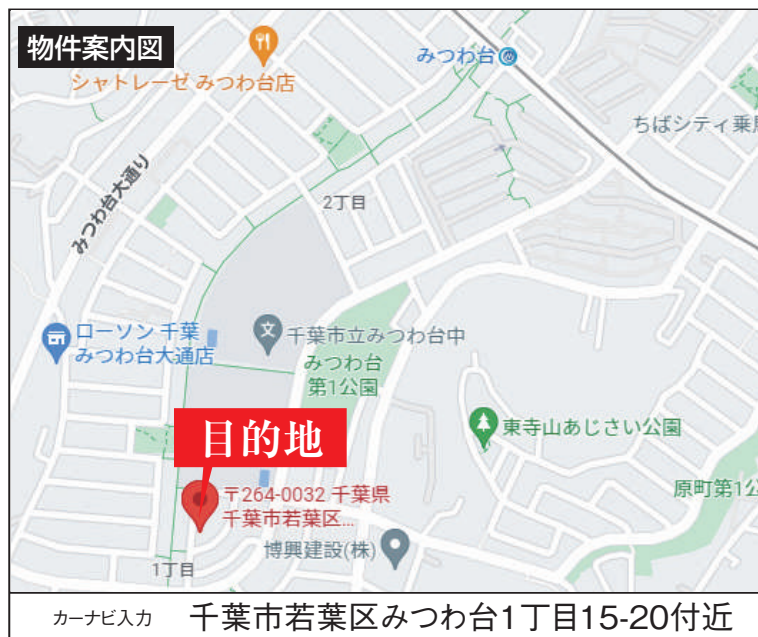 物件案内図
シャトレーゼ みつわ台店
みつわ台
ちばシティ乗馬
みつわ台大通り
2丁目
ローソン 千葉
みつわ台大通店
千葉市立みつわ台中
みつわ台
第1公園
東寺山あじさい公園
目的地
〒264-0032 千葉県
千葉市若葉区...
原町第1公
博興建設(株)
1丁目
カーナビ入力 千葉市若葉区みつわ台1丁目15-20付近